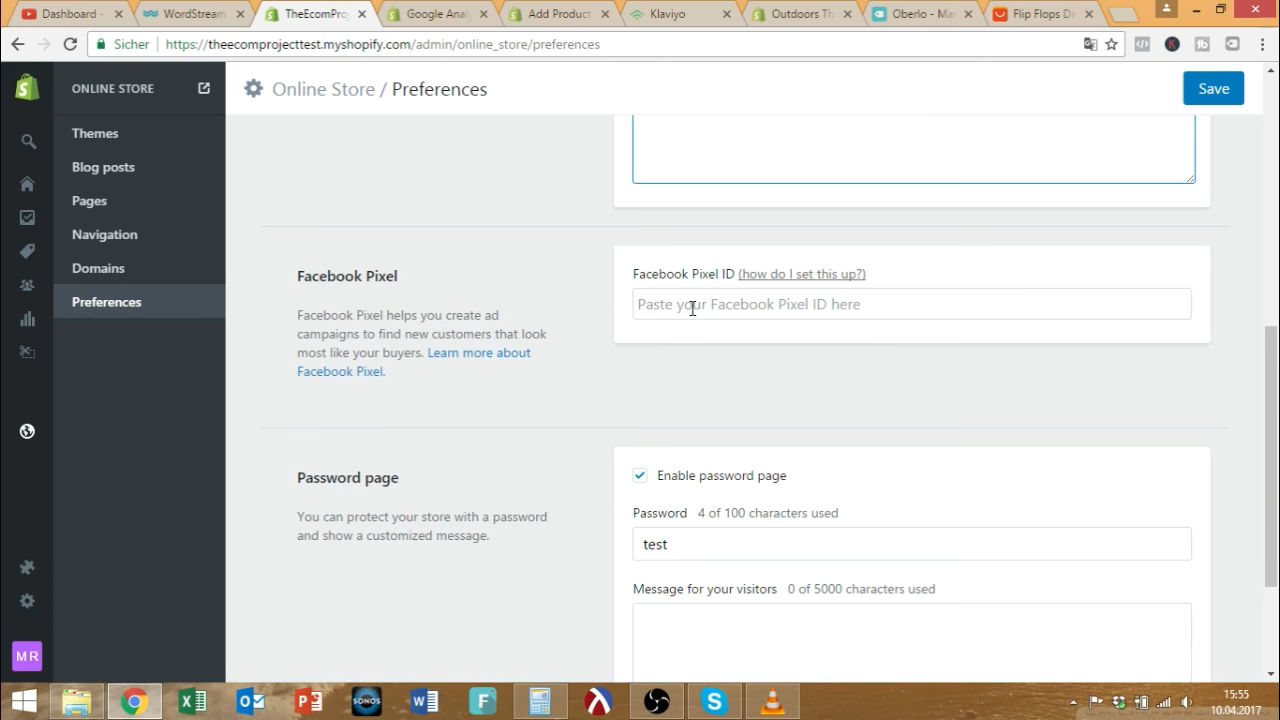 Dashboard -
WordStream
TheEcomPro
Google Ana
Add Product
Klaviyo
Outdoors Th
Oberlo - Ma
Flip Flops Di
Sicher
https://theecomprojecttest.myshopify.com/admin/online_store/preferences
ONLINE STORE
Online Store / Preferences
Save
Themes
Blog posts
Pages
Navigation
Domains
Preferences
Facebook Pixel
Facebook Pixel helps you create ad
campaigns to find new customers that look
most like your buyers. Learn more about
Facebook Pixel.
Facebook Pixel ID (how do I set this up?)
Paste your Facebook Pixel ID here
Password page
You can protect your store with a password
and show a customized message.
Enable password page
Password 4 of 100 characters used
test
Message for your visitors 0 of 5000 characters used
MR
SONOS
15:55
10.04.2017